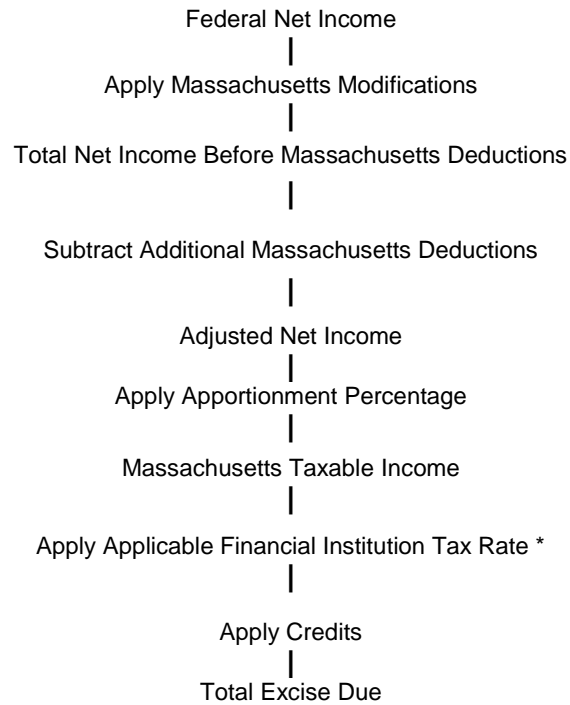 Federal Net Income
Apply Massachusetts Modifications
Total Net Income Before Massachusetts Deductions
Subtract Additional Massachusetts Deductions
Adjusted Net Income
Apply Apportionment Percentage
Massachusetts Taxable Income
Apply Applicable Financial Institution Tax Rate *
Apply Credits
Total Excise Due